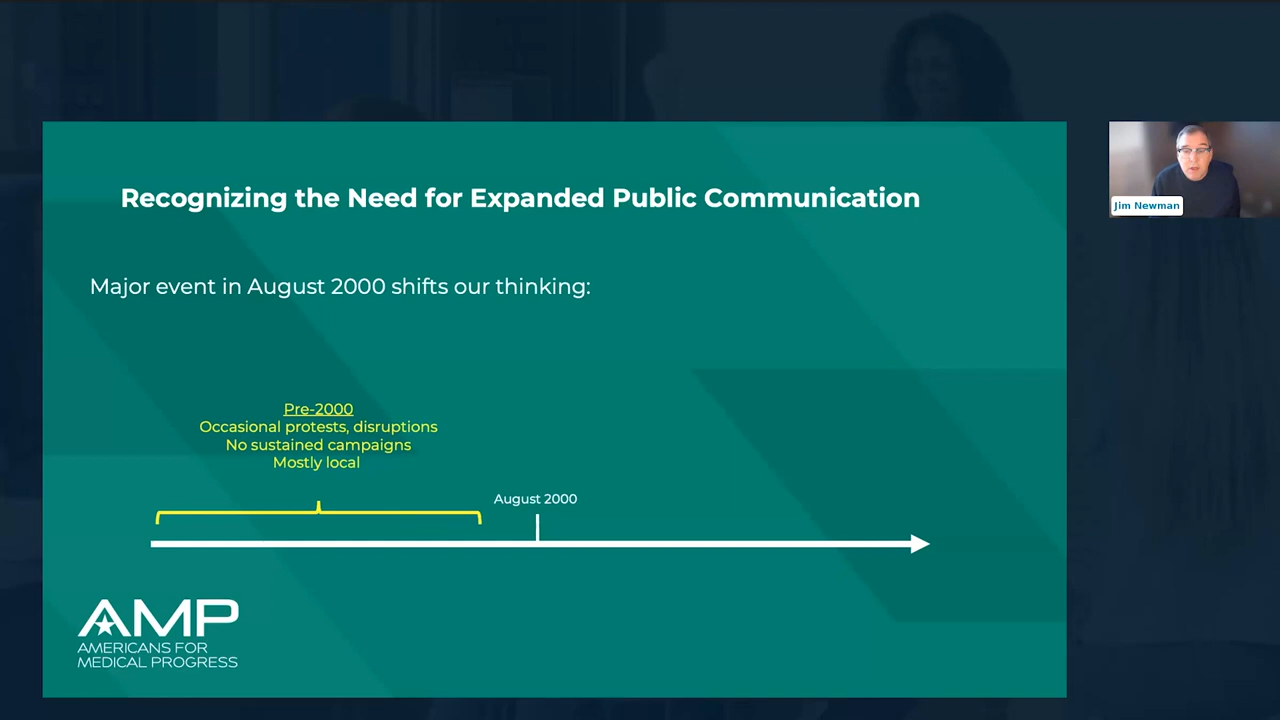 Recognizing the Need for Expanded Public Communication
Major event in August 2000 shifts our thinking:
Pre-2000
Occasional protests, disruptions
No sustained campaigns
Mostly local
August 2000
AMP
AMERICANS FOR
MEDICAL PROGRESS
Jim Newman